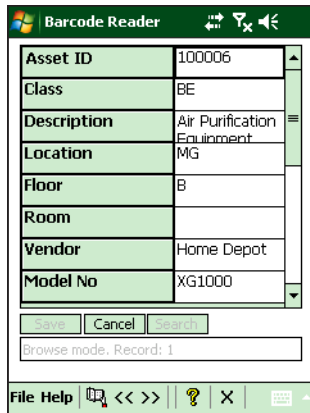 Barcode Reader
Asset ID 100006
Class BE
Description Air Purification
Equipment
Location MG
Floor B
Room
Vendor Home Depot
Model No XG1000
Save Cancel Search
Browse mode. Record: 1
File Help << >> ? X